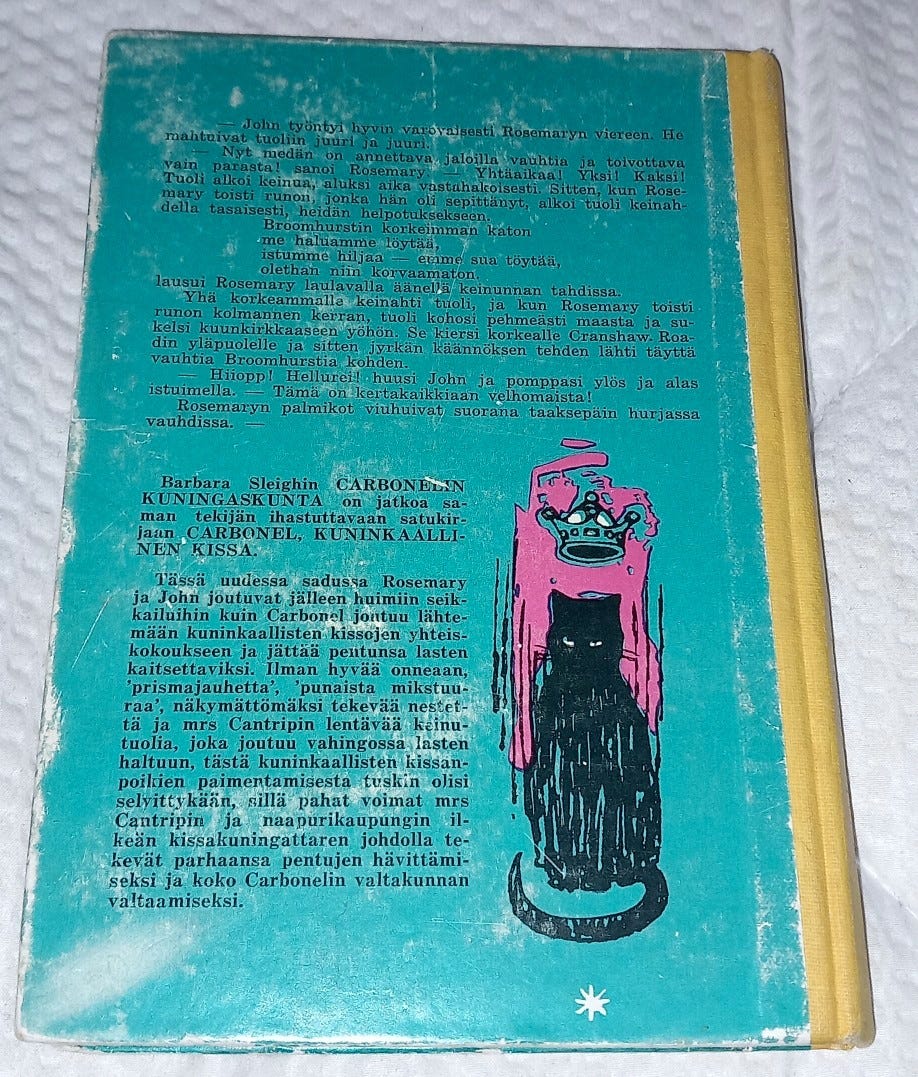 — John työntyi hyvin varovaisesti Rosemaryn viereen. He
mahtuivat tuoliin juuri ja juuri.
— Nyt medän on annettava jaloilla vauhtia ja toivottava
vain parasta! sanoi Rosemary — Yhtäaikaa! Yksi! Kaksi!
Tuoli alkoi keinua, aluksi aika vastahakoisesti. Sitten, kun Rose-
mary toisti runon, jonka hän oli sepittänyt, alkoi tuoli keinah-
della tasaisesti, heidän helpotuksekseen.
Broomhurstin korkeimman katon
me haluamme löytää,
istumme hiljaa — emme sua töytää,
olethan niin korvaamaton.
lausui Rosemary laulavalla äänellä keinunnan tahdissa.
Yhä korkeammalla keinahti tuoli, ja kun Rosemary toisti
runon kolmannen kerran, tuoli kohosi pehmeästi maasta ja su-
kelsi kuunkirkkaaseen yöhön. Se kiersi korkealle Cranshaw. Roa-
din yläpuolelle ja sitten jyrkän käännöksen tehden lähti täyttä
vauhtia Broomhurstia kohden.
— Hiiopp! Hellurei! huusi John ja pomppasi ylös ja alas
istuimella. — Tämä on kertakaikkiaan velhomaista!
Rosemaryn palmikot viuhuivat suorana taaksepäin hurjassa
vauhdissa. —
Barbara Sleighin CARBONELIN
KUNINGASKUNTA on jatkoa sa-
man tekijän ihastuttavaan satukir-
jaan CARBONEL, KUNINKAALLI-
NEN KISSA.
Tässä uudessa sadussa Rosemary
ja John joutuvat jälleen huimiin seik-
kailuihin kuin Carbonel joutuu lähte-
mään kuninkaallisten kissojen yhteis-
kokoukseen ja jättää pentunsa lasten
kaitsettaviksi. Ilman hyvää onneaan,
'prismajauhetta', 'punaista mikstuu-
raa', näkymättömäksi tekevää nestet-
tä ja mrs Cantripin lentävää keinu-
tuolia, joka joutuu vahingossa lasten
haltuun, tästä kuninkaallisten kissan-
poikien paimentamisesta tuskin olisi
selvittykään, sillä pahat voimat mrs
Cantripin ja naapurikaupungin il-
keän kissakuningattaren johdolla te-
kevät parhaansa pentujen hävittämi-
seksi ja koko Carbonelin valtakunnan
valtaamiseksi.